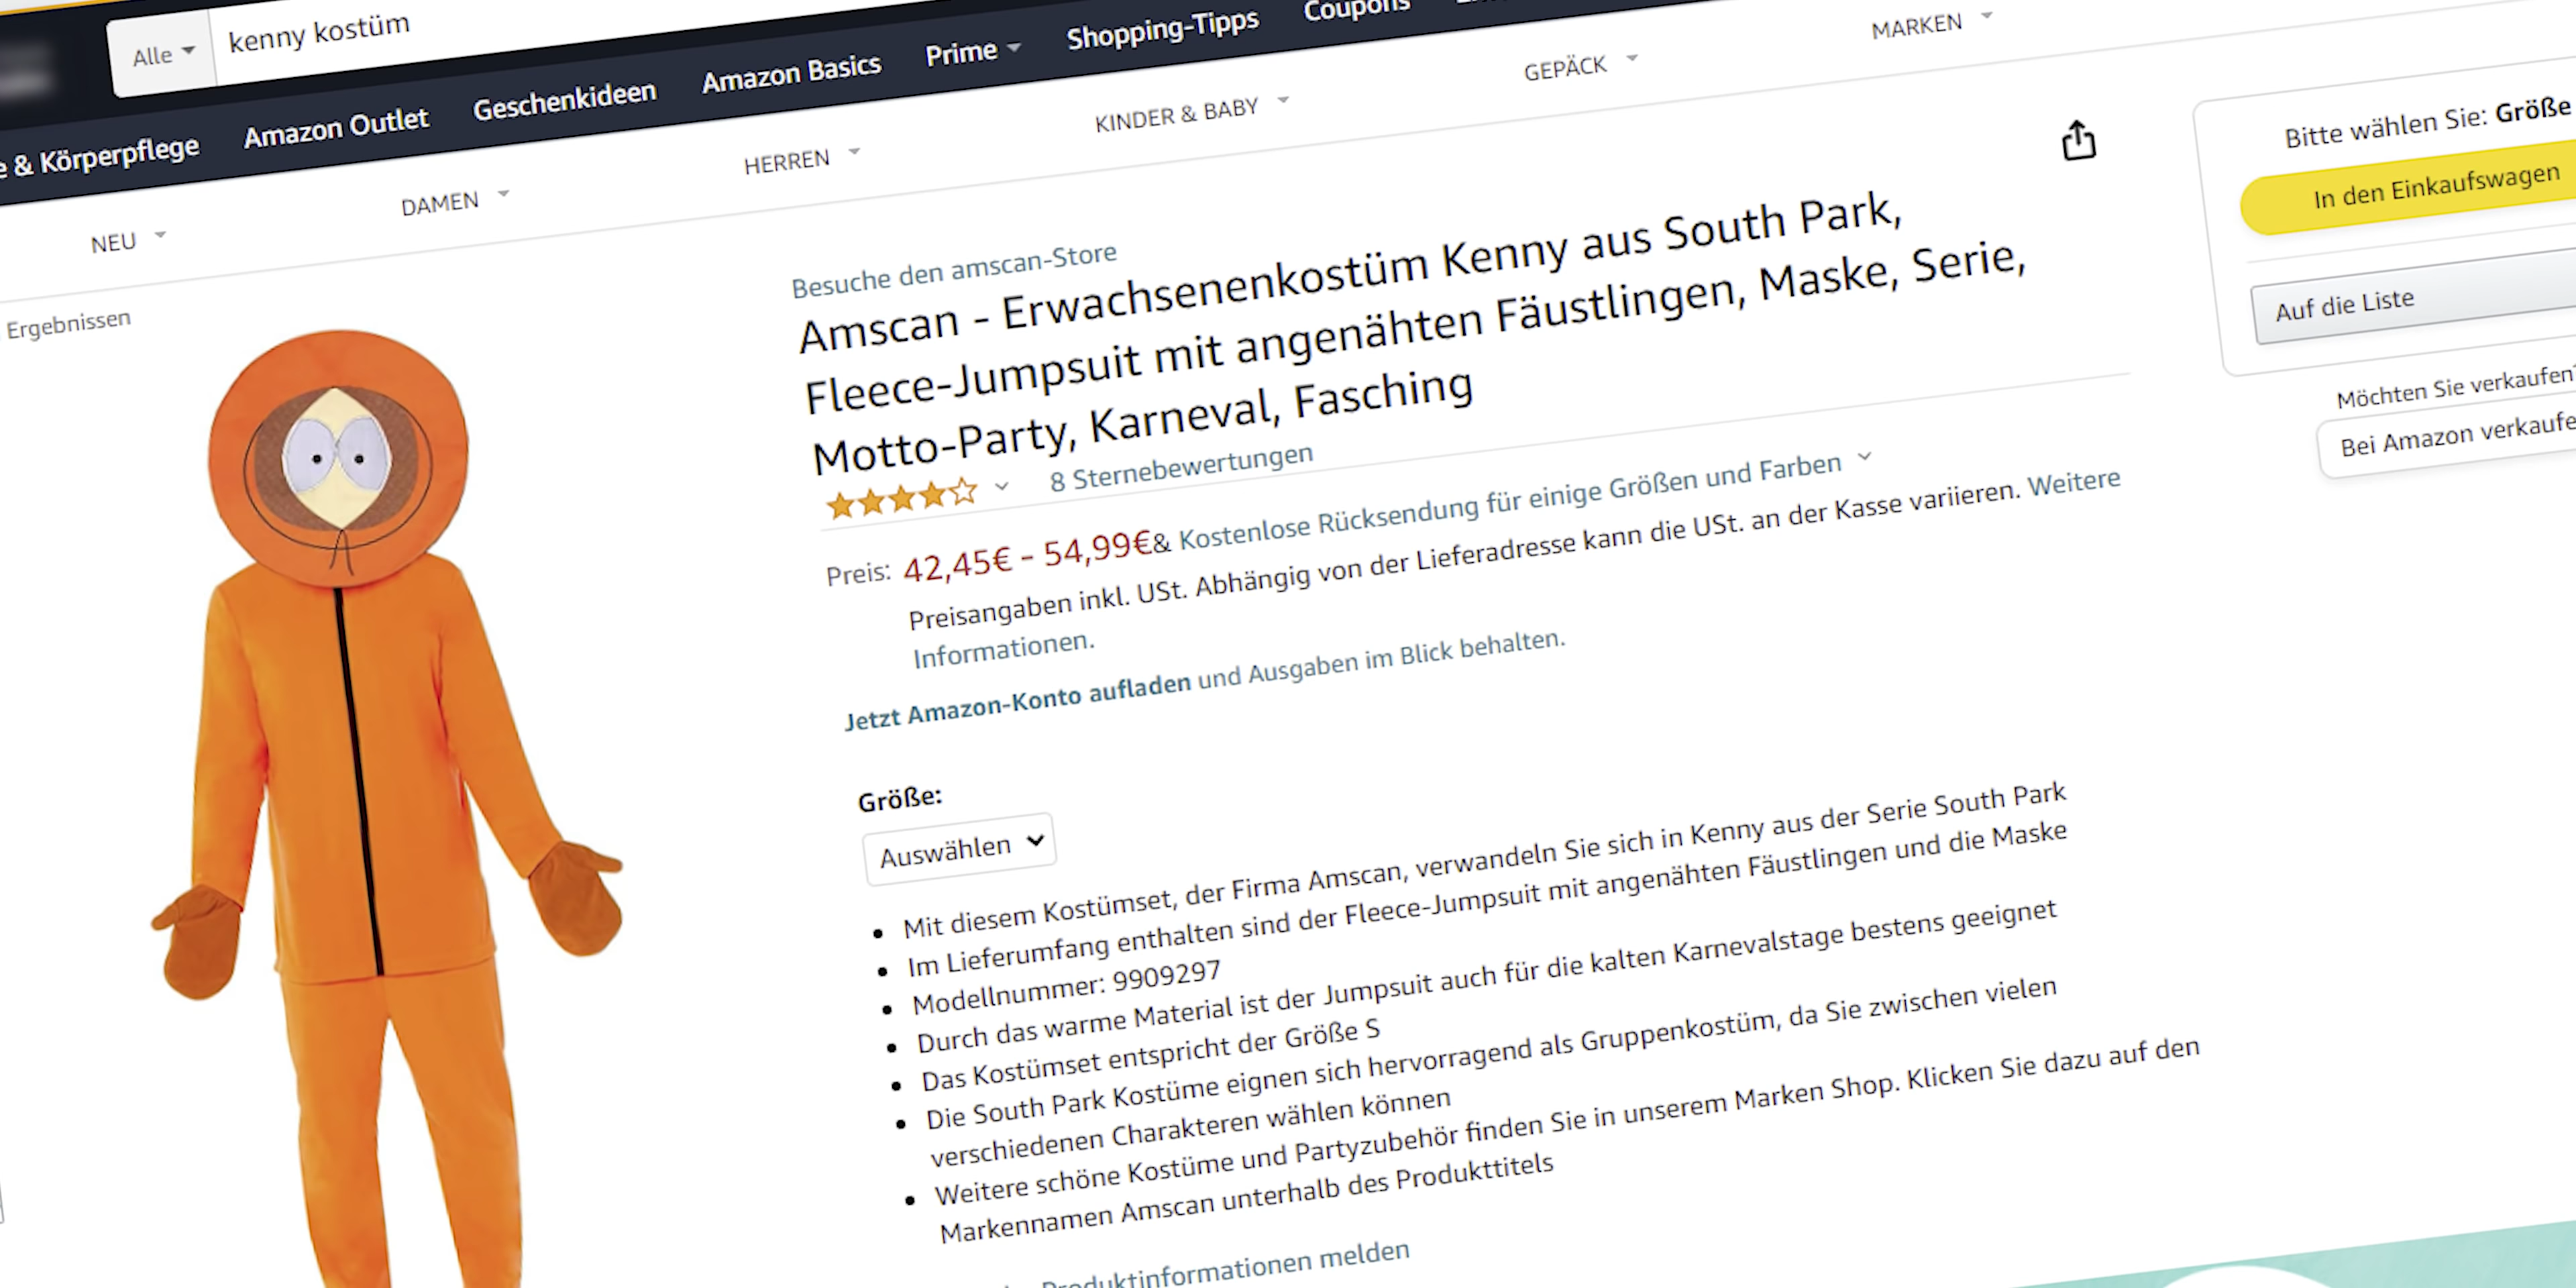 Alle
kenny kostüm
& Körperpflege
Amazon Outlet
Geschenkideen
Amazon Basics
Prime
Shopping-Tipps
Coupons
NEU
DAMEN
HERREN
KINDER & BABY
GEPÄCK
MARKEN
Ergebnissen
Besuche den amscan-Store
Amscan - Erwachsenenkostüm Kenny aus South Park,
Fleece-Jumpsuit mit angenähten Fäustlingen, Maske, Serie,
Motto-Party, Karneval, Fasching
8 Sternebewertungen
Preis: 42,45€ - 54,99€ & Kostenlose Rücksendung für einige Größen und Farben
Preisangaben inkl. USt. Abhängig von der Lieferadresse kann die USt. an der Kasse variieren. Weitere
Informationen.
Jetzt Amazon-Konto aufladen und Ausgaben im Blick behalten.
Größe:
Auswählen
• Mit diesem Kostümset, der Firma Amscan, verwandeln Sie sich in Kenny aus der Serie South Park
• Im Lieferumfang enthalten sind der Fleece-Jumpsuit mit angenähten Fäustlingen und die Maske
• Modellnummer: 9909297
• Durch das warme Material ist der Jumpsuit auch für die kalten Karnevalstage bestens geeignet
• Das Kostümset entspricht der Größe S
• Die South Park Kostüme eignen sich hervorragend als Gruppenkostüm, da Sie zwischen vielen
verschiedenen Charakteren wählen können
• Weitere schöne Kostüme und Partyzubehör finden Sie in unserem Marken Shop. Klicken Sie dazu auf den
Markennamen Amscan unterhalb des Produkttitels
Produktinformationen melden
Bitte wählen Sie: Größe
In den Einkaufswagen
Auf die Liste
Möchten Sie verkaufen?
Bei Amazon verkaufe